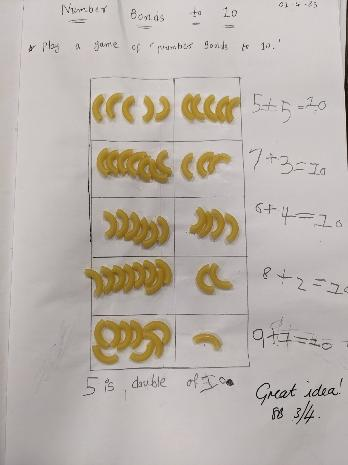 Number Bonds to 10
Play a game of "number Bonds to 10."
5+5=10
7+3=10
6+4=10
8+2=10
9+1=10
5 is double of 10.
Great idea!
3/4.